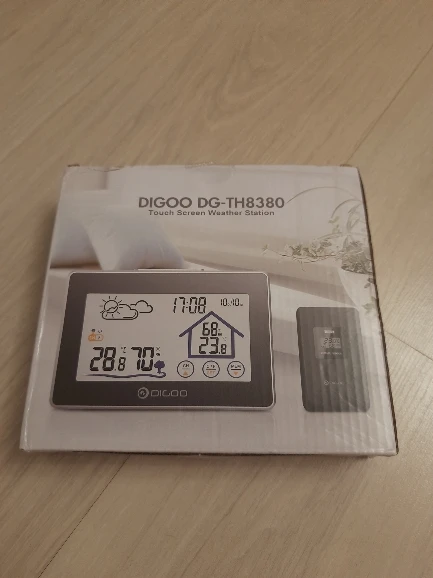 DIGOO DG-TH8380
Touch Screen Weather Station
17:08 10.10
68%
23.8
28.8 70%
DIGOO